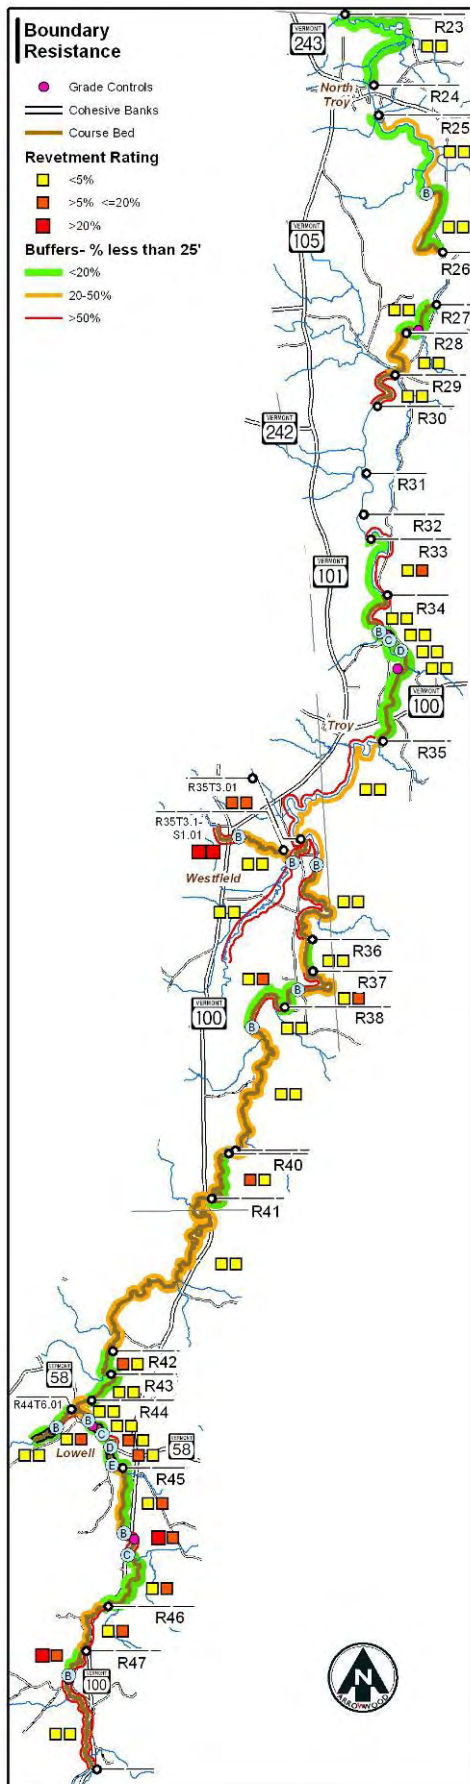 Boundary
Resistance
Grade Controls
Cohesive Banks
Course Bed
Revetment Rating
<5%
>5% <=20%
>20%
Buffers- % less than 25'
<20%
20-50%
>50%
VERMONT
243
R23
North
Troy
R24
R25
B
VERMONT
105
R26
R27
R28
R29
R30
VERMONT
242
R31
R32
VERMONT
101
R33
R34
B
C
D
VERMONT
100
Troy
R35
R35T3.01
R35T3.1-
S1.01
B
B
B
Westfield
R36
R37
B
R38
VERMONT
100
B
R40
R41
R42
VERMONT
58
R43
R44T6.01
R44
B
B
C
D
Lowell
VERMONT
58
E
R45
B
C
R46
R47
B
VERMONT
100
N
ARROWWOOD